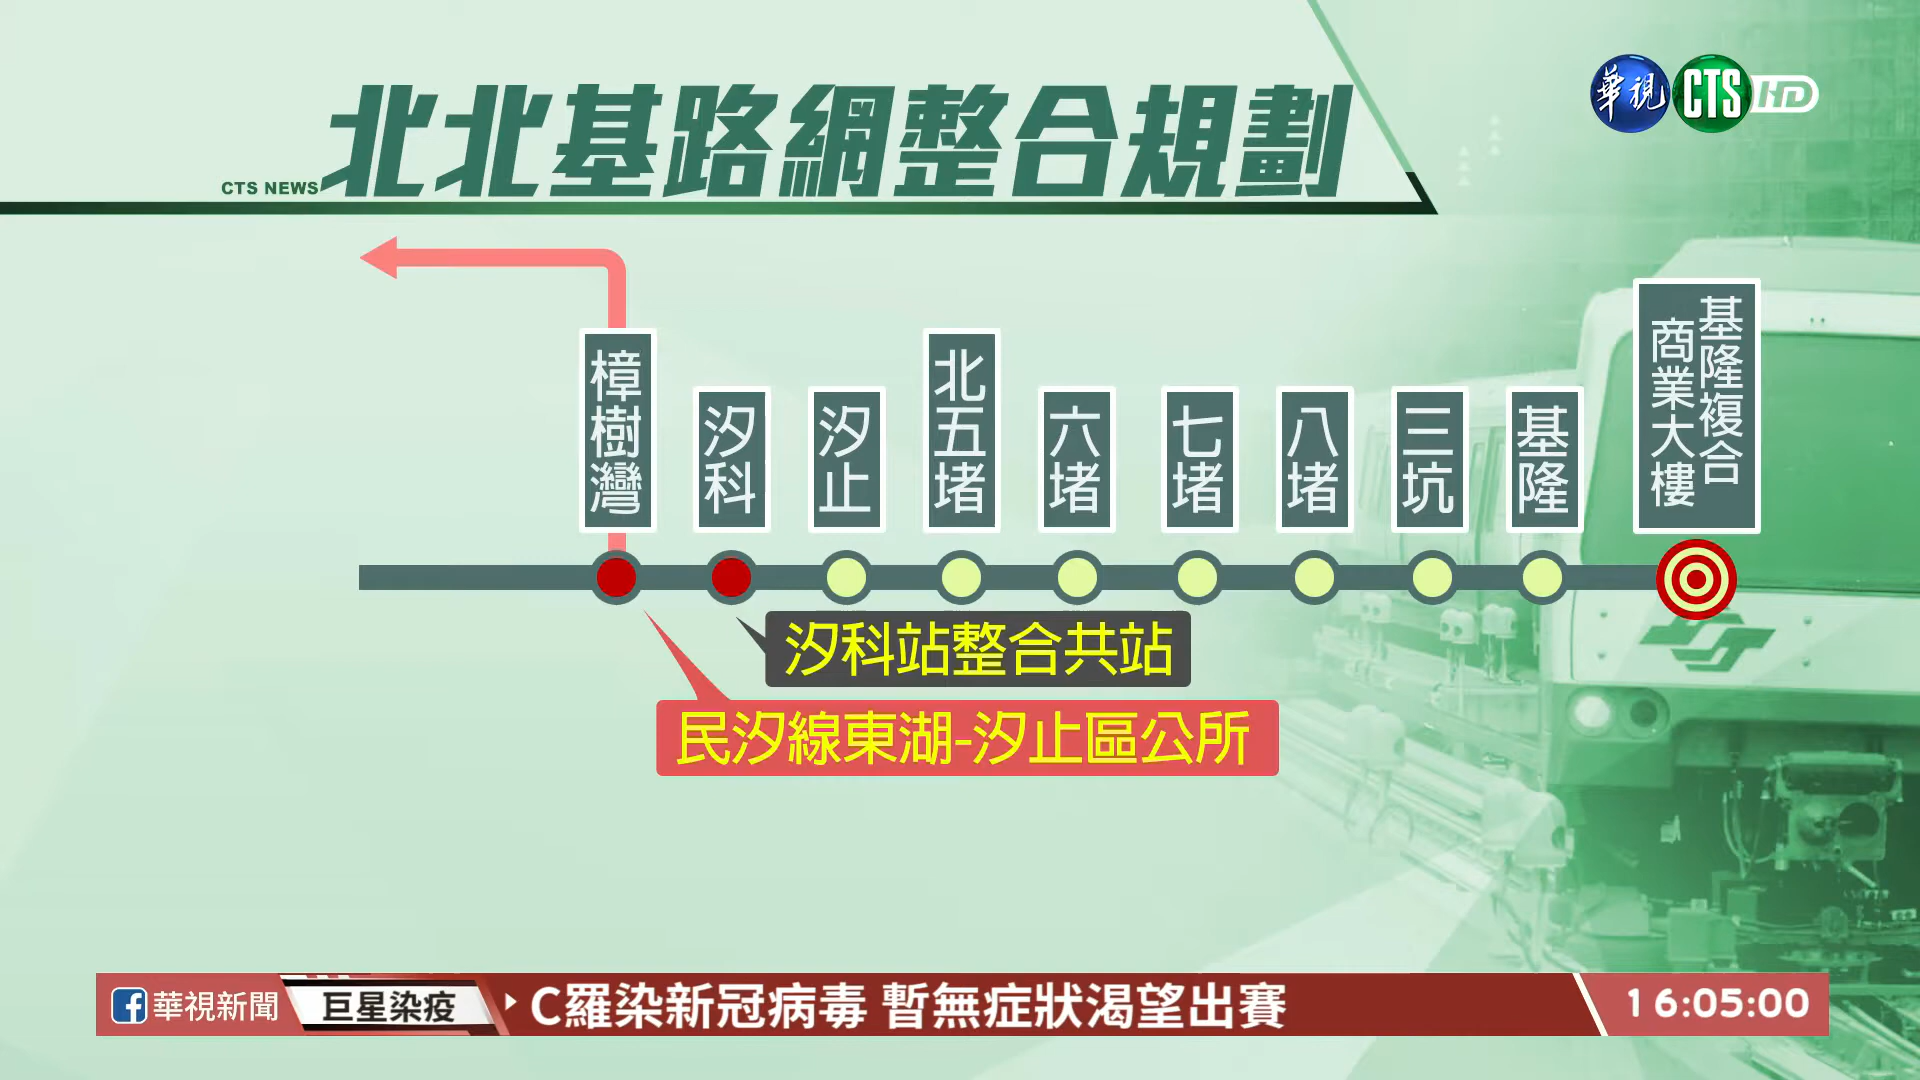 華視 CTS HD
北北基路網整合規劃
CTS NEWS
樟樹灣
汐科
汐止
北五堵
六堵
七堵
八堵
三坑
基隆
基隆複合
商業大樓
汐科站整合共站
民汐線東湖-汐止區公所
華視新聞
巨星染疫
C羅染新冠病毒 暫無症狀渴望出賽
16:05:00